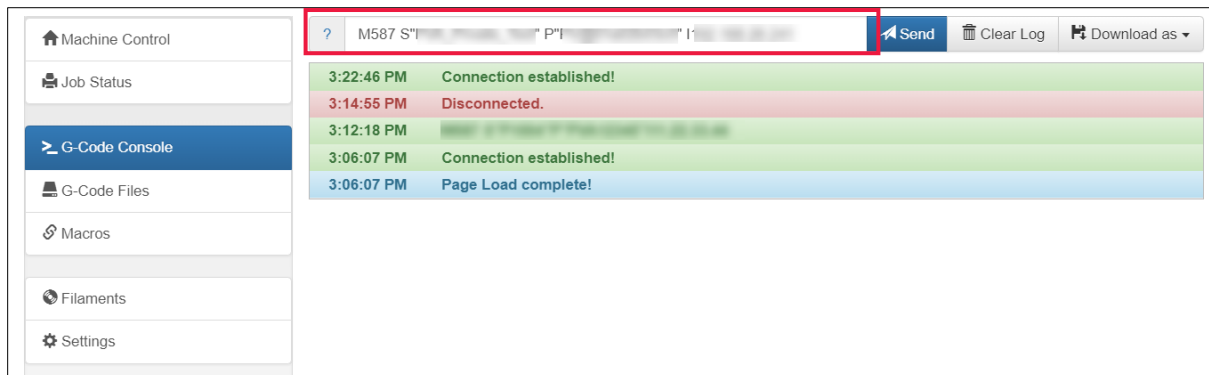 Machine Control
Job Status
G-Code Console
G-Code Files
Macros
Filaments
Settings
? M587 S" " P" " I
Send
Clear Log
Download as
3:22:46 PM Connection established!
3:14:55 PM Disconnected.
3:12:18 PM
3:06:07 PM Connection established!
3:06:07 PM Page Load complete!